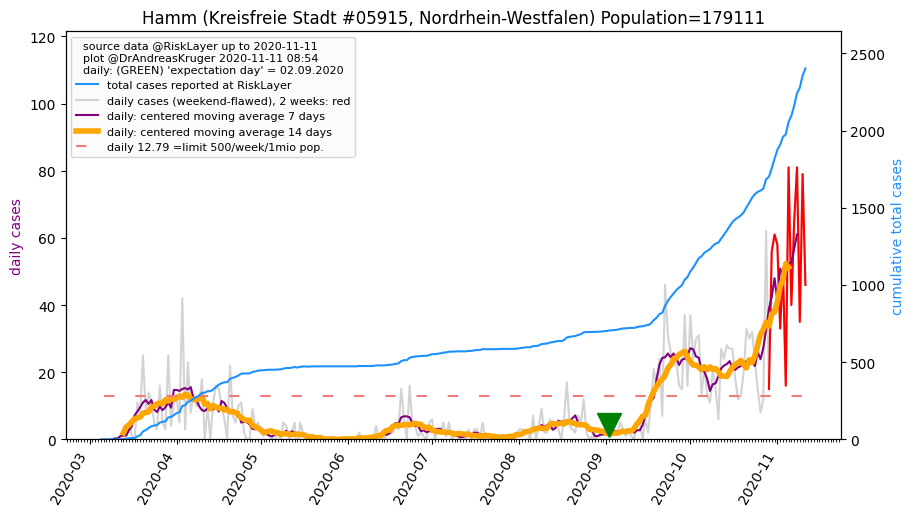 Hamm (Kreisfreie Stadt #05915, Nordrhein-Westfalen) Population=179111
source data @RiskLayer up to 2020-11-11
plot @DrAndreasKruger 2020-11-11 08:54
daily: (GREEN) 'expectation day' = 02.09.2020
total cases reported at RiskLayer
daily cases (weekend-flawed), 2 weeks: red
daily: centered moving average 7 days
daily: centered moving average 14 days
daily 12.79 =limit 500/week/1mio pop.
daily cases
120
100
80
60
40
20
0
cumulative total cases
2500
2000
1500
1000
500
0
2020-03
2020-04
2020-05
2020-06
2020-07
2020-08
2020-09
2020-10
2020-11